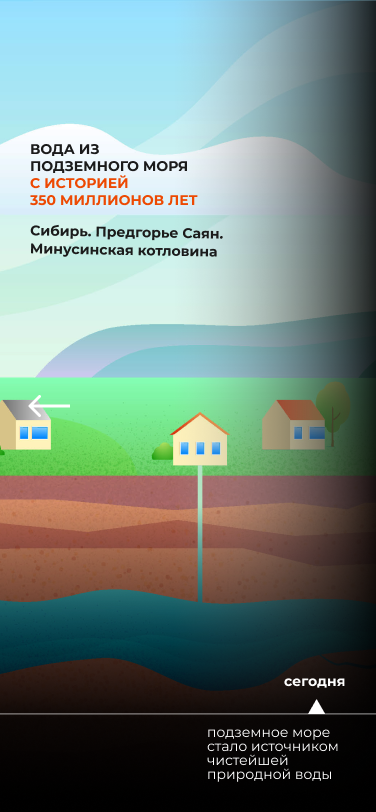 ВОДА ИЗ
ПОДЗЕМНОГО МОРЯ
С ИСТОРИЕЙ
350 МИЛЛИОНОВ ЛЕТ
Сибирь. Предгорье Саян.
Минусинская котловина
сегодня
подземное море
стало источником
чистейшей
природной воды